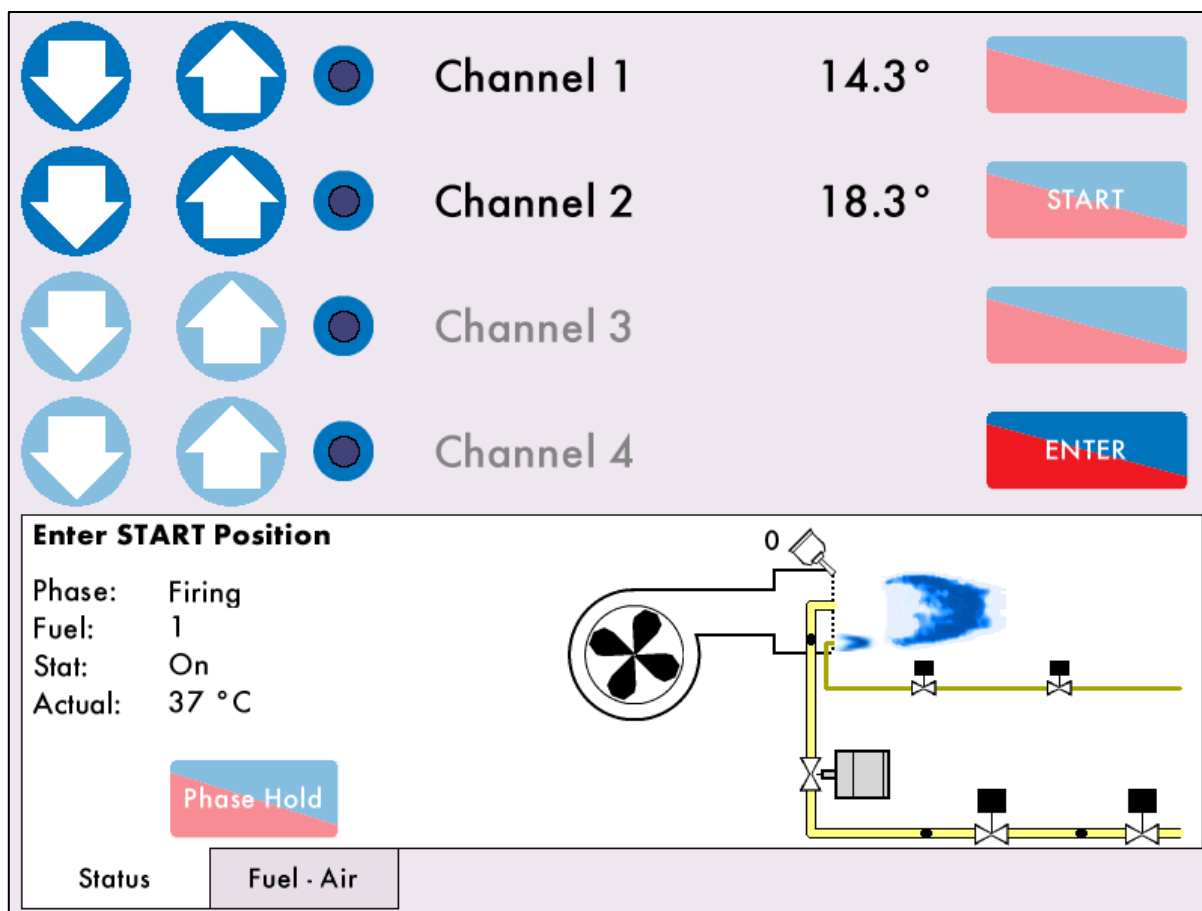 Channel 1 14.3°
Channel 2 18.3° START
Channel 3
Channel 4 ENTER
Enter START Position
0
Phase: Firing
Fuel: 1
Stat: On
Actual: 37 °C
Phase Hold
Status Fuel - Air